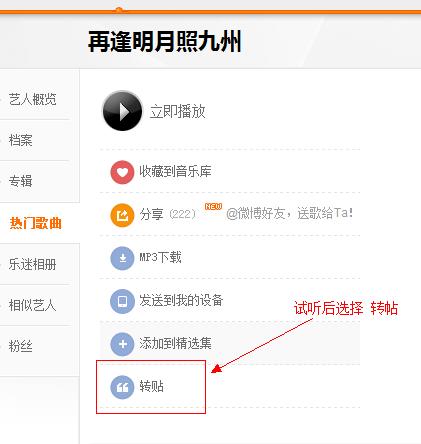 再逢明月照九州
艺人概览
档案
专辑
热门歌曲
乐迷相册
相似艺人
粉丝
立即播放
收藏到音乐库
分享 (222) NEW @微博好友，送歌给Ta!
MP3下载
发送到我的设备
试听后选择 转帖
添加到精选集
转贴